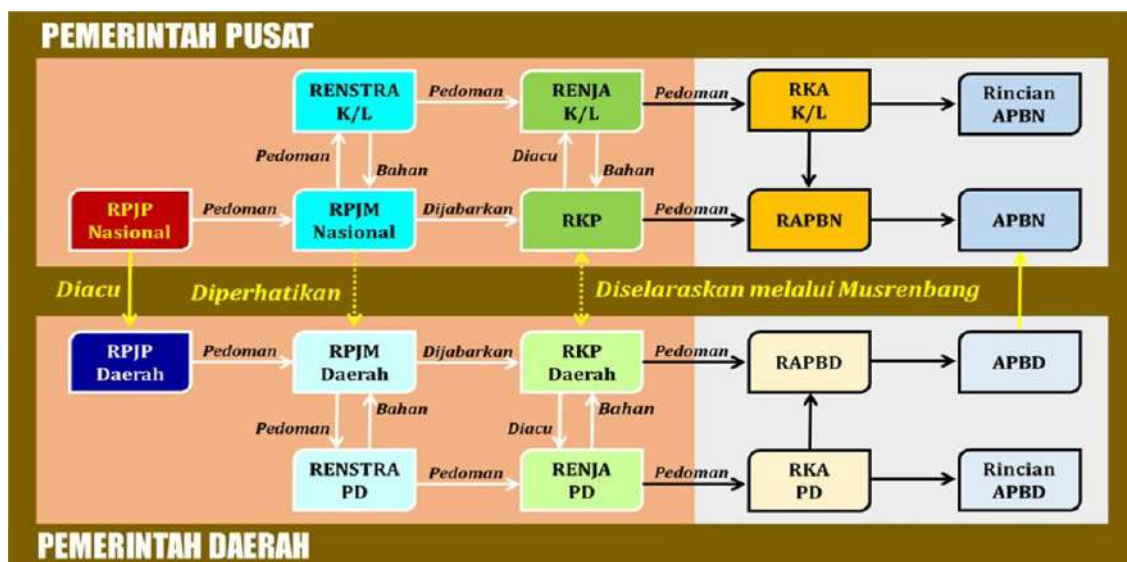 PEMERINTAH PUSAT
RENSTRA
K/L
Pedoman
RENJA
K/L
Pedoman
RKA
K/L
Rincian
APBN
Pedoman
Bahan
Diacu
Bahan
RPJP
Nasional
Pedoman
RPJM
Nasional
Dijabarkan
RKP
Pedoman
RAPBN
APBN
Diacu
Diperhatikan
Diselaraskan melalui Musrenbang
RPJP
Daerah
Pedoman
RPJM
Daerah
Dijabarkan
RKP
Daerah
Pedoman
RAPBD
APBD
Pedoman
Bahan
Diacu
Bahan
RENSTRA
PD
Pedoman
RENJA
PD
Pedoman
RKA
PD
Rincian
APBD
PEMERINTAH DAERAH